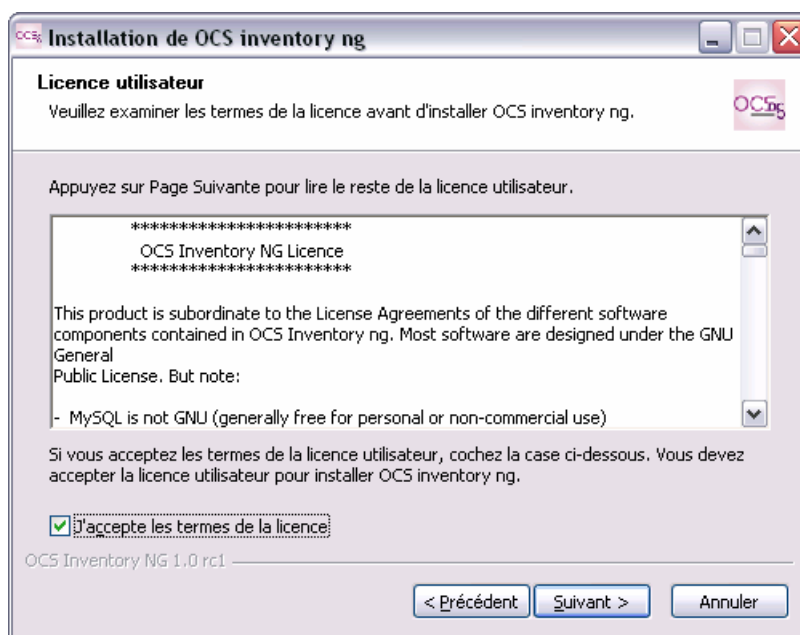 Installation de OCS inventory ng
Licence utilisateur
Veuillez examiner les termes de la licence avant d'installer OCS inventory ng.
Appuyez sur Page Suivante pour lire le reste de la licence utilisateur.
************************
OCS Inventory NG Licence
************************
This product is subordinate to the License Agreements of the different software
components contained in OCS Inventory ng. Most software are designed under the GNU
General
Public License. But note:
- MySQL is not GNU (generally free for personal or non-commercial use)
Si vous acceptez les termes de la licence utilisateur, cochez la case ci-dessous. Vous devez
accepter la licence utilisateur pour installer OCS inventory ng.
J'accepte les termes de la licence
OCS Inventory NG 1.0 rc1
< Précédent
Suivant >
Annuler